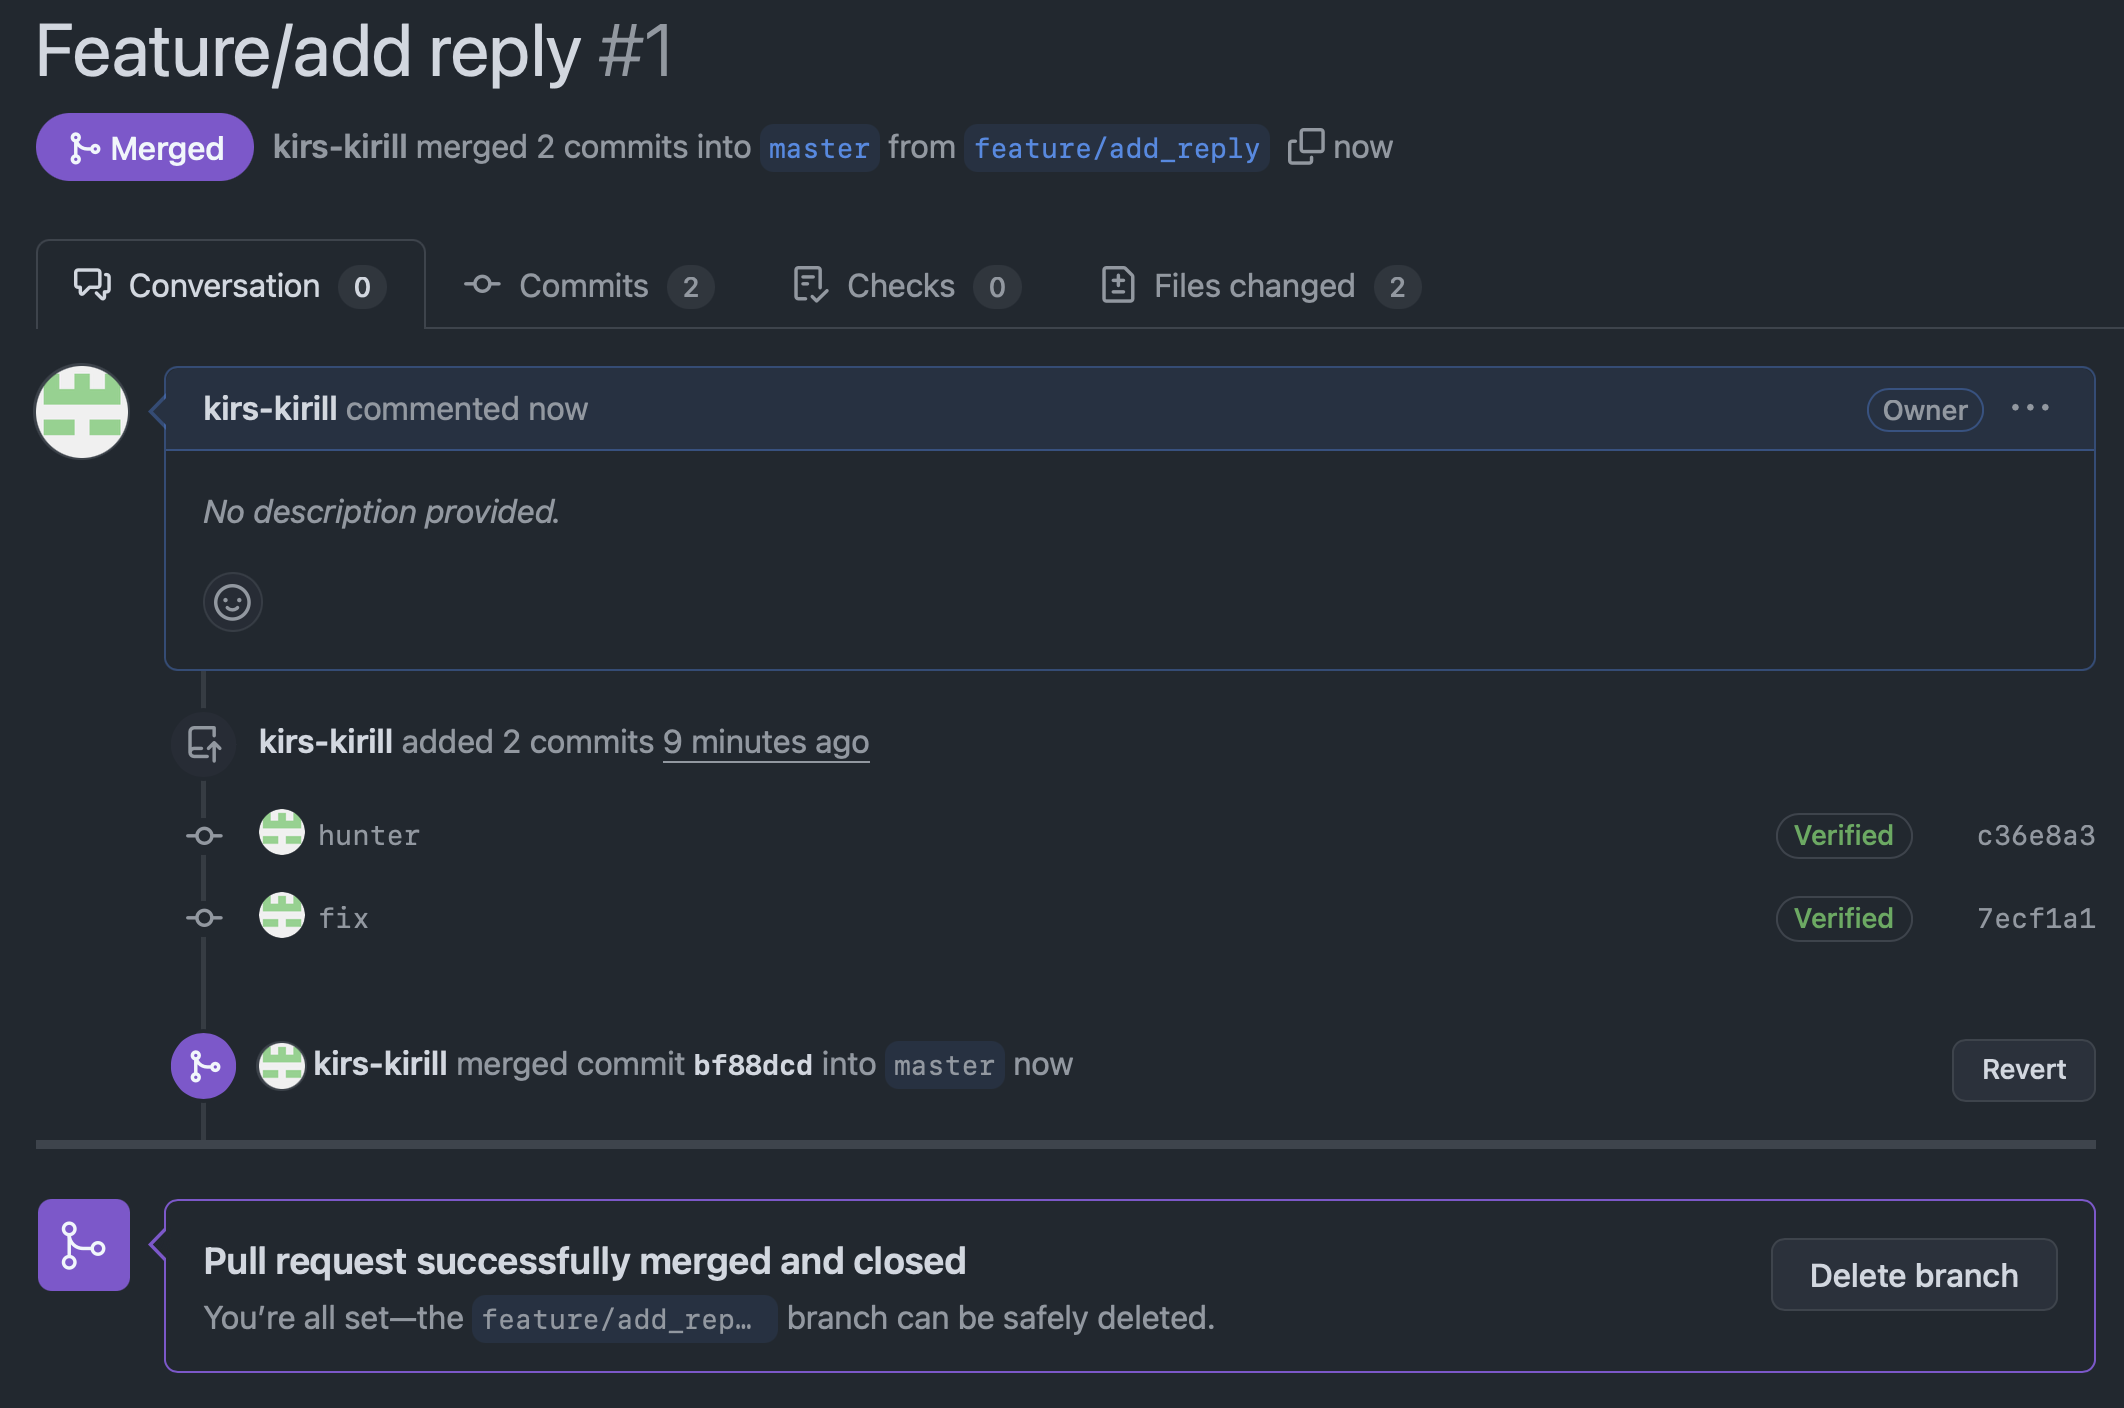 Feature/add reply #1
Merged kirs-kirill merged 2 commits into master from feature/add_reply now
Conversation 0 Commits 2 Checks 0 Files changed 2
kirs-kirill commented now Owner ...
No description provided.
kirs-kirill added 2 commits 9 minutes ago
hunter Verified c36e8a3
fix Verified 7ecf1a1
kirs-kirill merged commit bf88dcd into master now Revert
Pull request successfully merged and closed
Delete branch
You’re all set—the feature/add_rep… branch can be safely deleted.